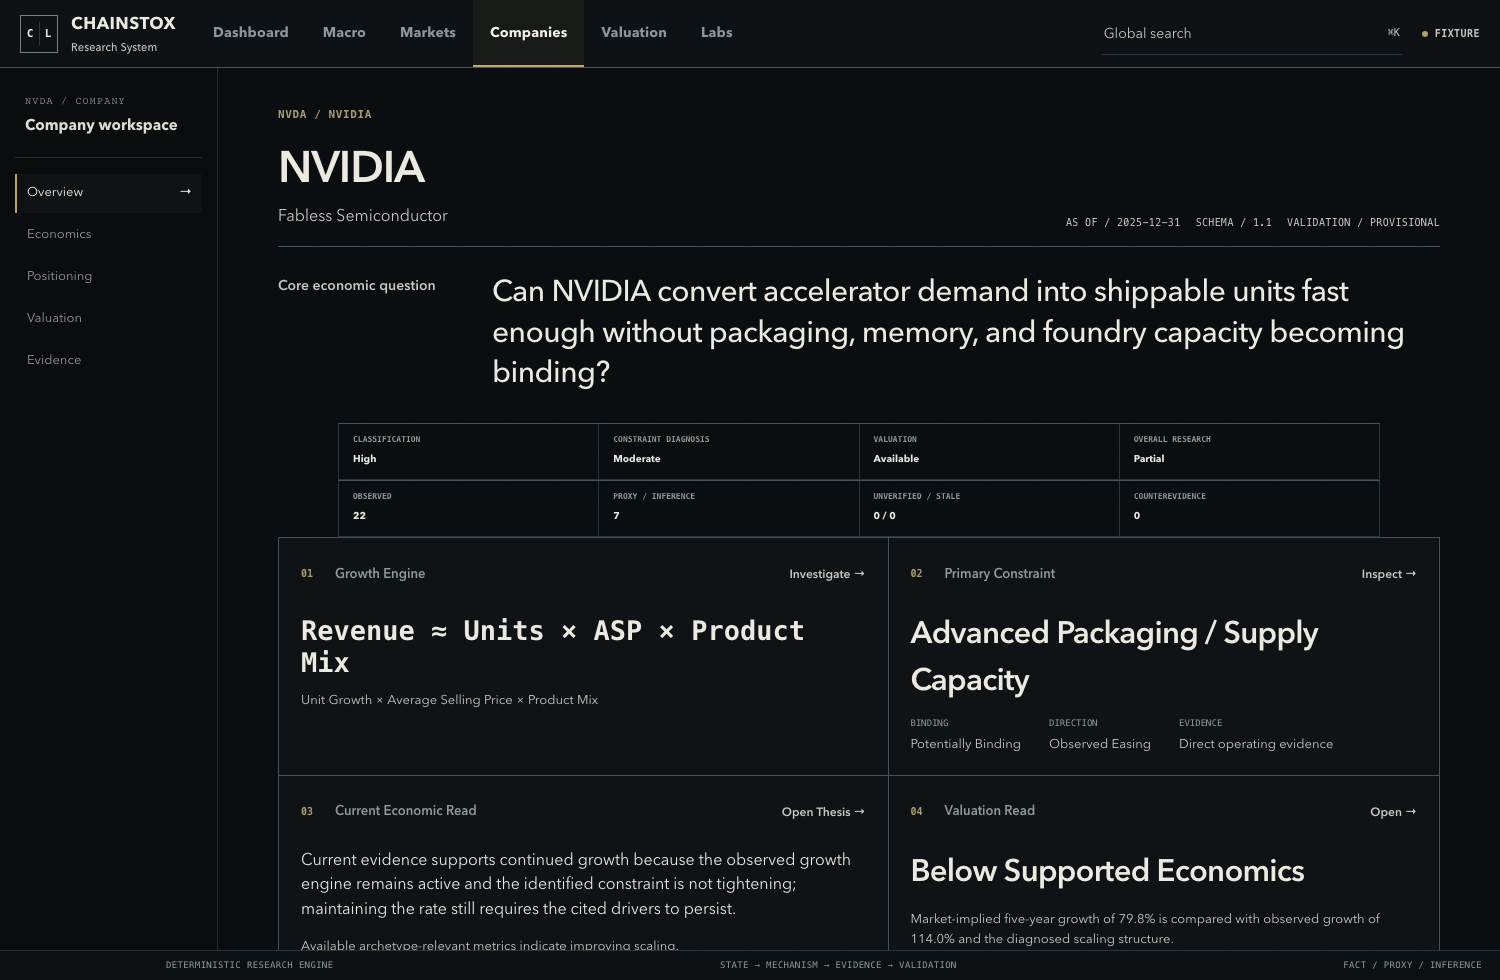 C L
CHAINSTOX
Research System
Dashboard
Macro
Markets
Companies
Valuation
Labs
Global search
⌘K
FIXTURE
NVDA / COMPANY
Company workspace
Overview →
Economics
Positioning
Valuation
Evidence
NVDA / NVIDIA
NVIDIA
Fabless Semiconductor
AS OF / 2025-12-31 SCHEMA / 1.1 VALIDATION / PROVISIONAL
Core economic question
Can NVIDIA convert accelerator demand into shippable units fast
enough without packaging, memory, and foundry capacity becoming
binding?
CLASSIFICATION
High
CONSTRAINT DIAGNOSIS
Moderate
VALUATION
Available
OVERALL RESEARCH
Partial
OBSERVED
22
PROXY / INFERENCE
7
UNVERIFIED / STALE
0 / 0
COUNTEREVIDENCE
0
01 Growth Engine Investigate →
Revenue ≈ Units × ASP × Product
Mix
Unit Growth × Average Selling Price × Product Mix
02 Primary Constraint Inspect →
Advanced Packaging / Supply
Capacity
BINDING
Potentially Binding
DIRECTION
Observed Easing
EVIDENCE
Direct operating evidence
03 Current Economic Read Open Thesis →
Current evidence supports continued growth because the observed growth
engine remains active and the identified constraint is not tightening;
maintaining the rate still requires the cited drivers to persist.
Available archetype-relevant metrics indicate improving scaling.
04 Valuation Read Open →
Below Supported Economics
Market-implied five-year growth of 79.8% is compared with observed growth of
114.0% and the diagnosed scaling structure.
DETERMINISTIC RESEARCH ENGINE
STATE → MECHANISM → EVIDENCE → VALIDATION
FACT / PROXY / INFERENCE